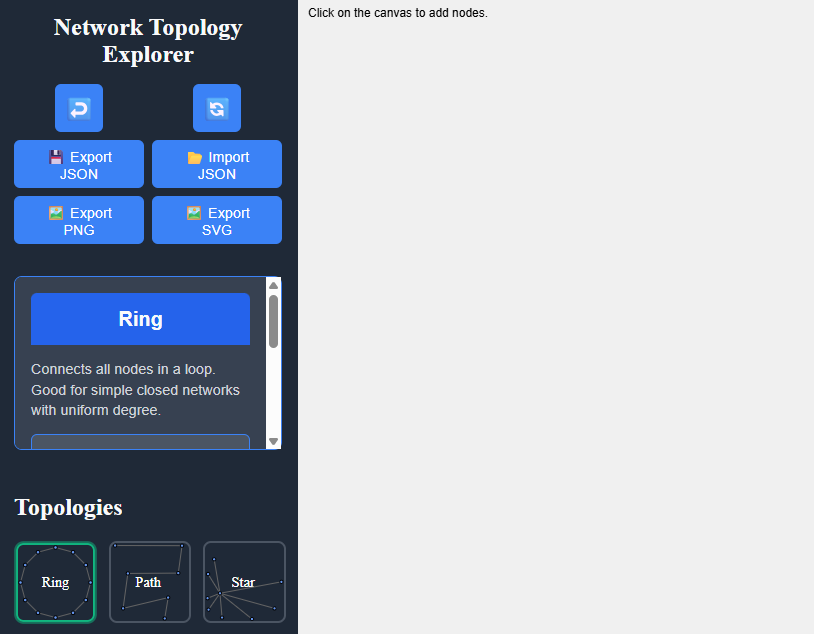 Network Topology
Explorer
Export
JSON
Import
JSON
Export
PNG
Export
SVG
Ring
Connects all nodes in a loop.
Good for simple closed networks
with uniform degree.
Topologies
Ring
Path
Star
Click on the canvas to add nodes.